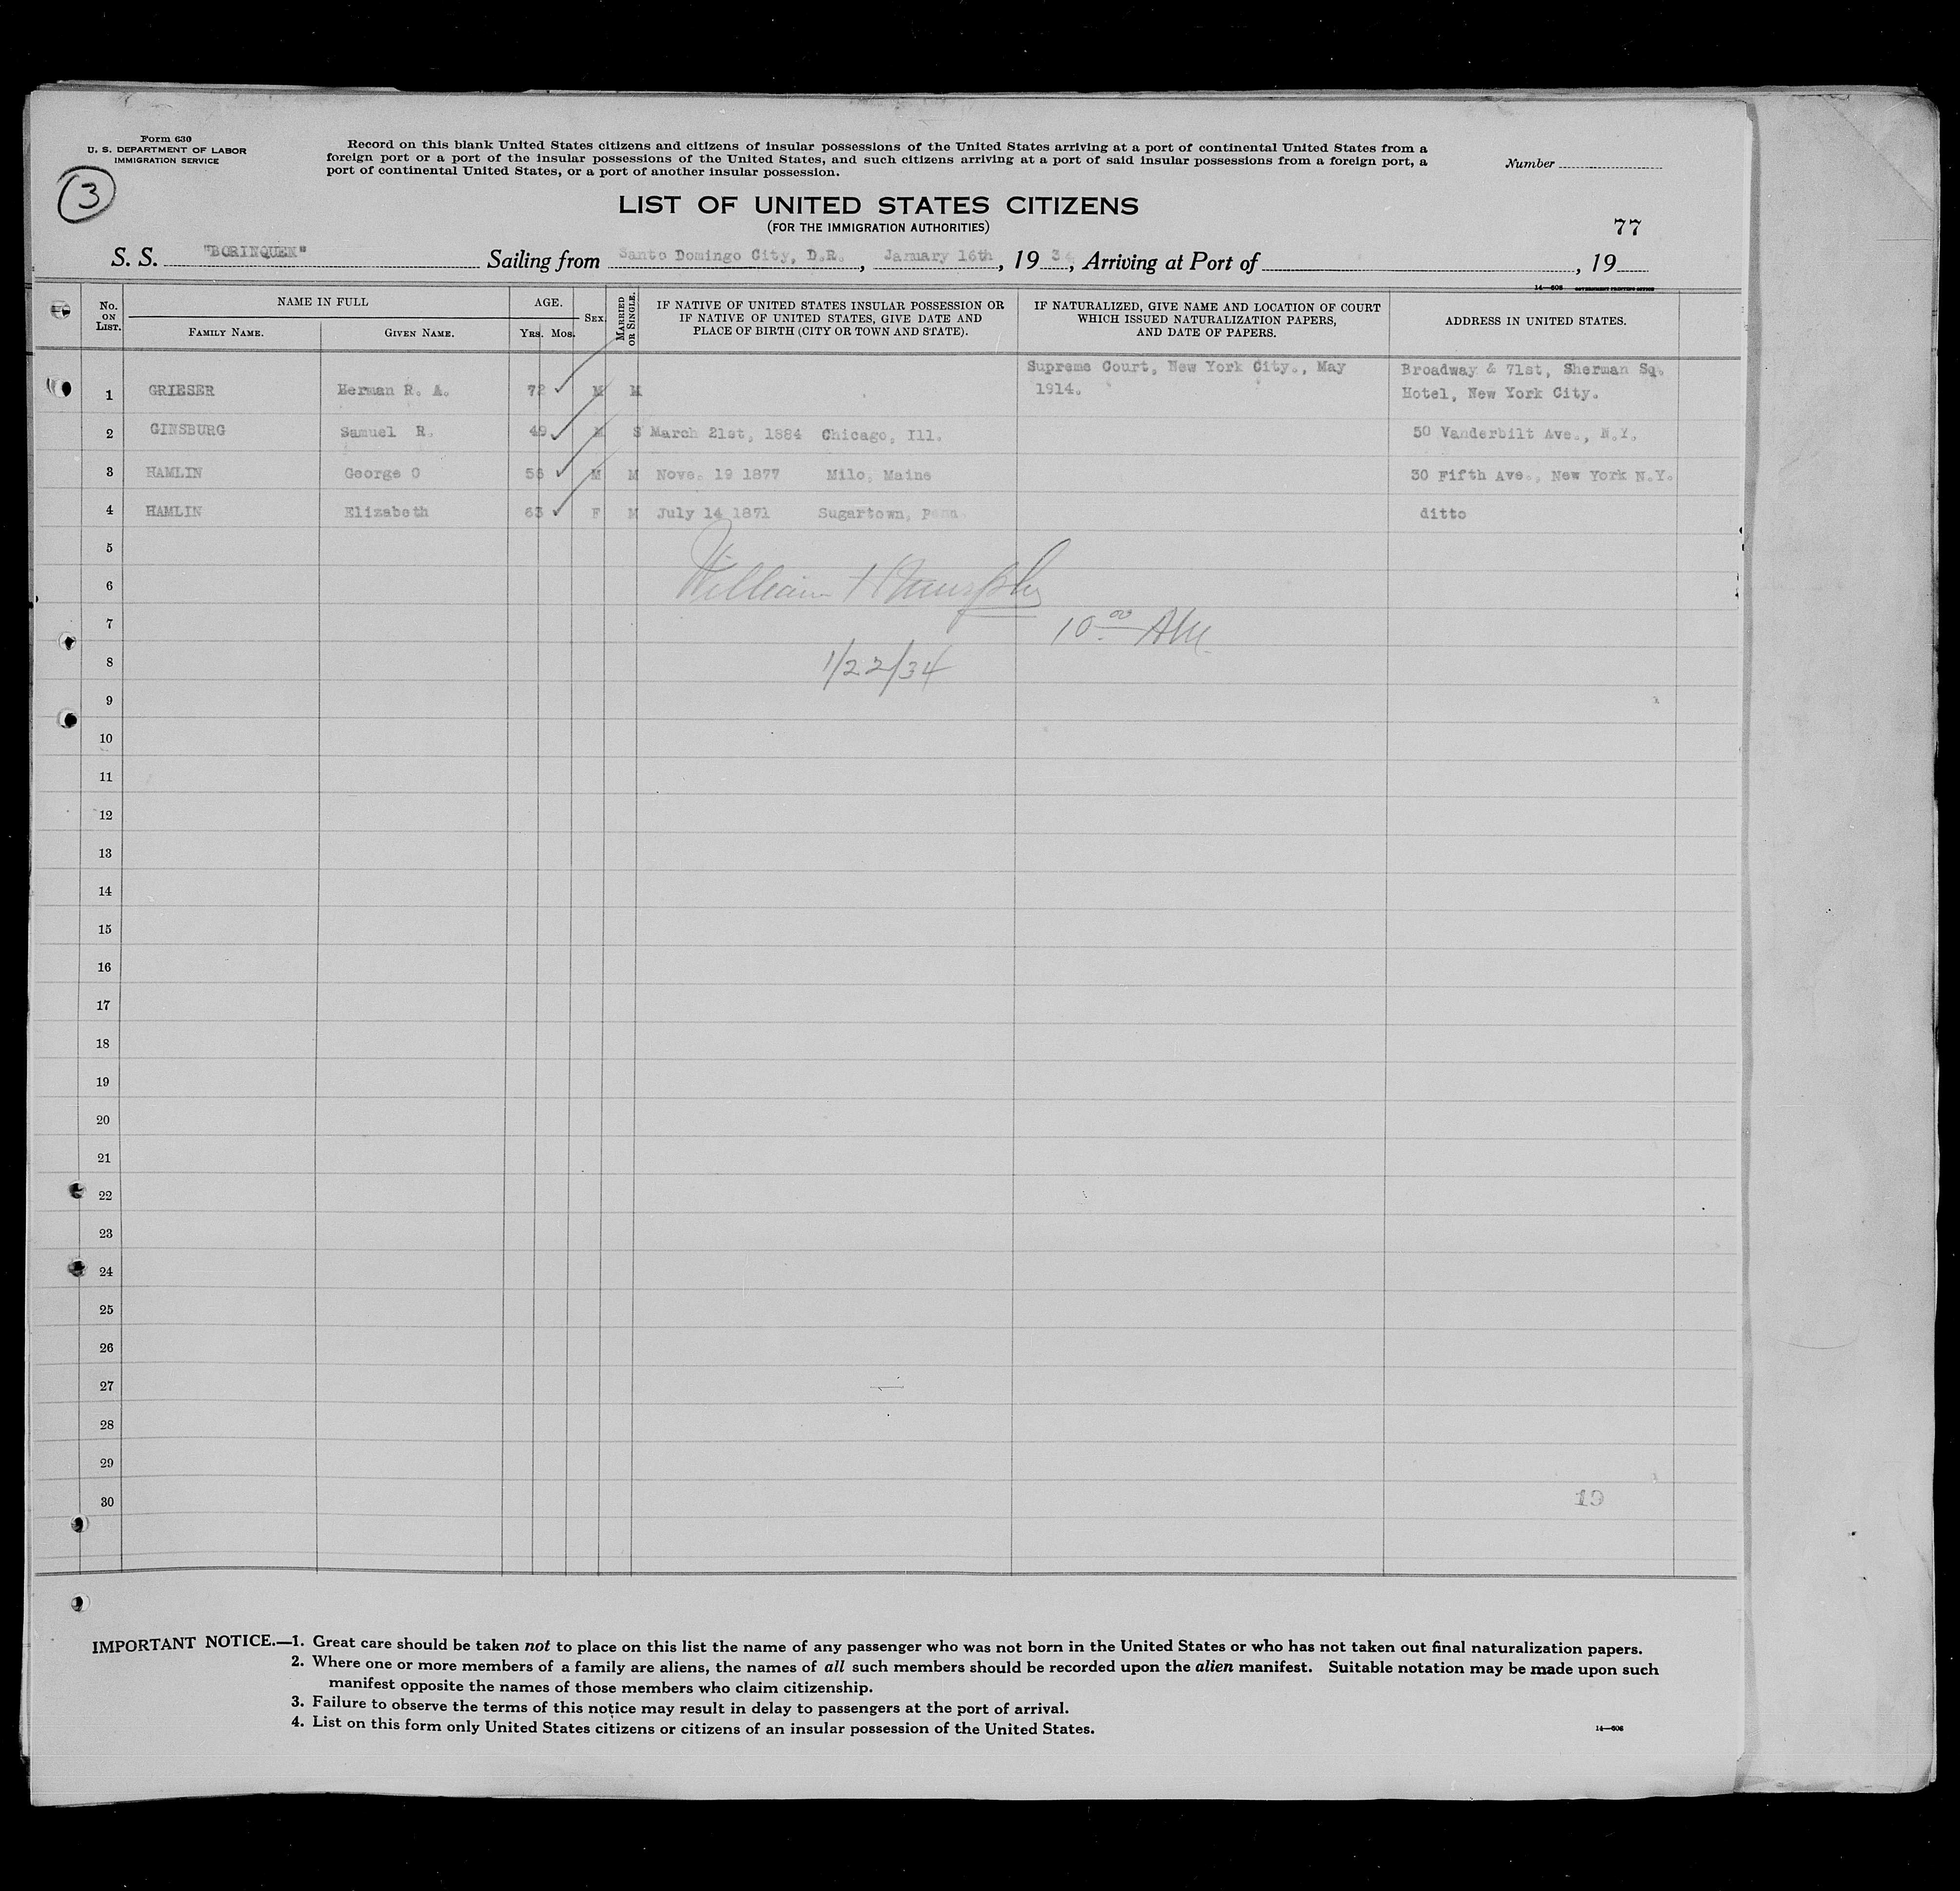 Form 630
U. S. DEPARTMENT OF LABOR
IMMIGRATION SERVICE
3
Record on this blank United States citizens and citizens of insular possessions of the United States arriving at a port of continental United States from a
foreign port or a port of the insular possessions of the United States, and such citizens arriving at a port of said insular possessions from a foreign port, a
port of continental United States, or a port of another insular possession.
Number
LIST OF UNITED STATES CITIZENS
(FOR THE IMMIGRATION AUTHORITIES)
77
S. S. "BORINQUEN" Sailing from Santo Domingo City, D.R. , January 16th , 19 34, Arriving at Port of , 19
14—606 GOVERNMENT PRINTING OFFICE
No. ON LIST.
NAME IN FULL
FAMILY NAME.
GIVEN NAME.
AGE.
Yrs. Mos.
SEX
MARRIED OR SINGLE.
IF NATIVE OF UNITED STATES INSULAR POSSESSION OR
IF NATIVE OF UNITED STATES, GIVE DATE AND
PLACE OF BIRTH (CITY OR TOWN AND STATE).
IF NATURALIZED, GIVE NAME AND LOCATION OF COURT
WHICH ISSUED NATURALIZATION PAPERS,
AND DATE OF PAPERS.
ADDRESS IN UNITED STATES.
Supreme Court, New York City., May Broadway & 71st, Sherman Sq.
1 GRIESER Herman R. A. 72 M M 1914. Hotel, New York City.
2 GINSBURG Samuel R. 49 M S March 21st, 1884 Chicago, Ill. 50 Vanderbilt Ave., N.Y.
3 HAMLIN George O 56 M M Nove. 19 1877 Milo, Maine 30 Fifth Ave., New York N.Y.
4 HAMLIN Elizabeth 63 F M July 14 1871 Sugartown, Penn ditto
5
6 William H Murphy
7 10 00 AM
8 1/22/34
9
10
11
12
13
14
15
16
17
18
19
20
21
22
23
24
25
26
27
28
29
30 19
IMPORTANT NOTICE.—1. Great care should be taken not to place on this list the name of any passenger who was not born in the United States or who has not taken out final naturalization papers.
2. Where one or more members of a family are aliens, the names of all such members should be recorded upon the alien manifest. Suitable notation may be made upon such
manifest opposite the names of those members who claim citizenship.
3. Failure to observe the terms of this notice may result in delay to passengers at the port of arrival.
4. List on this form only United States citizens or citizens of an insular possession of the United States.
14—606